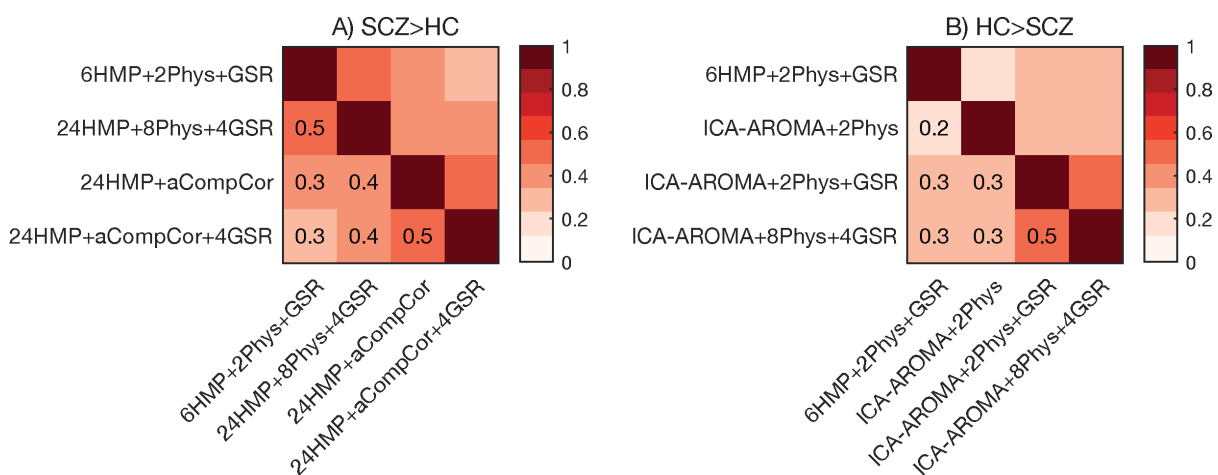 A) SCZ>HC
6HMP+2Phys+GSR
24HMP+8Phys+4GSR
0.5
24HMP+aCompCor
0.3 0.4
24HMP+aCompCor+4GSR
0.3 0.4 0.5
1
0.8
0.6
0.4
0.2
0
6HMP+2Phys+GSR
24HMP+8Phys+4GSR
24HMP+aCompCor
24HMP+aCompCor+4GSR
B) HC>SCZ
6HMP+2Phys+GSR
ICA-AROMA+2Phys
0.2
ICA-AROMA+2Phys+GSR
0.3 0.3
ICA-AROMA+8Phys+4GSR
0.3 0.3 0.5
1
0.8
0.6
0.4
0.2
0
6HMP+2Phys+GSR
ICA-AROMA+2Phys
ICA-AROMA+2Phys+GSR
ICA-AROMA+8Phys+4GSR